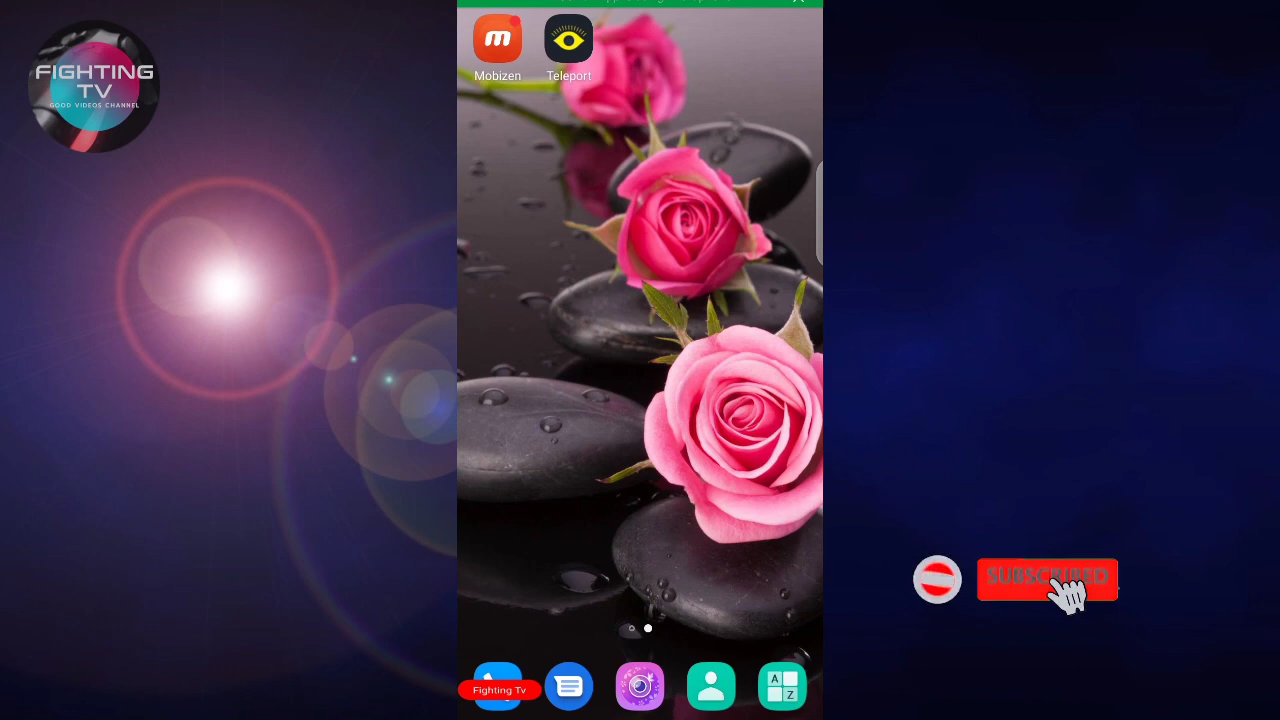 FIGHTING
TV
GOOD VIDEOS CHANNEL
Mobizen
Teleport
SUBSCRIBED
Fighting Tv
A
Z